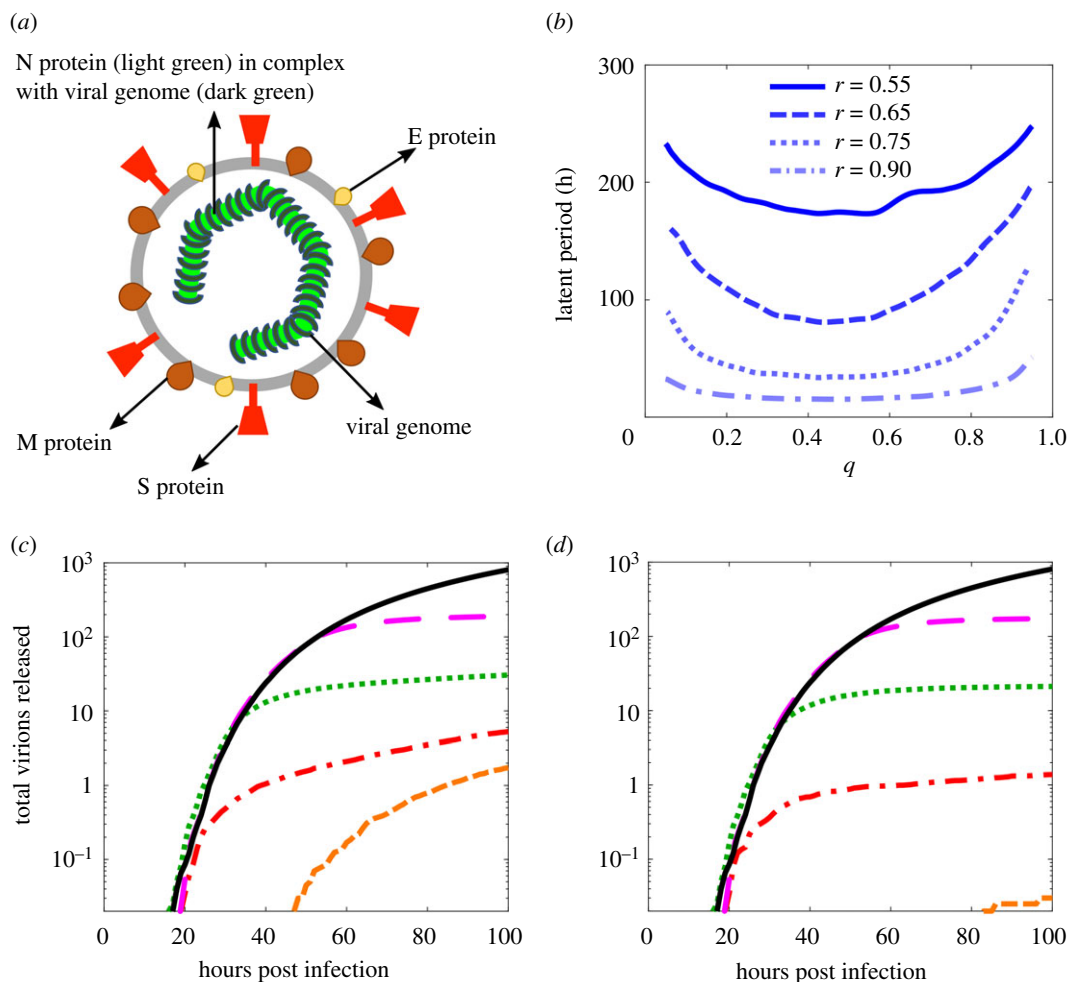 (a)
N protein (light green) in complex
with viral genome (dark green)
E protein
M protein
S protein
viral genome
(b)
300
200
100
0
latent period (h)
r = 0.55
r = 0.65
r = 0.75
r = 0.90
0.2 0.4 0.6 0.8 1.0
q
(c)
10³
10²
10
1
10⁻¹
total virions released
0 20 40 60 80 100
hours post infection
(d)
10³
10²
10
1
10⁻¹
0 20 40 60 80 100
hours post infection